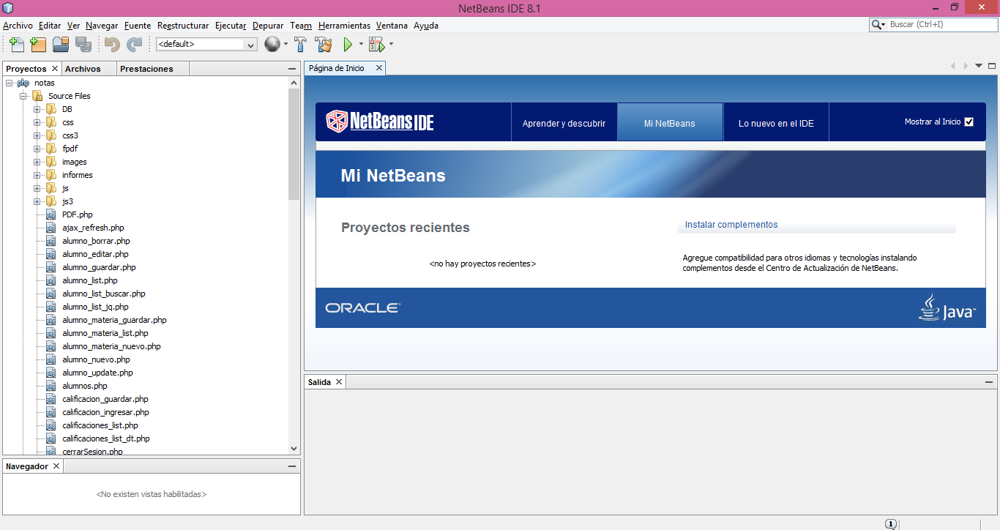 NetBeans IDE 8.1
Archivo Editar Ver Navegar Fuente Reestructurar Ejecutar Depurar Team Herramientas Ventana Ayuda
Buscar (Ctrl+I)
<default>
Proyectos Archivos Prestaciones
notas
Source Files
DB
css
css3
fpdf
images
informes
js
js3
PDF.php
ajax_refresh.php
alumno_borrar.php
alumno_editar.php
alumno_guardar.php
alumno_list.php
alumno_list_buscar.php
alumno_list_jq.php
alumno_materia_guardar.php
alumno_materia_list.php
alumno_materia_nuevo.php
alumno_nuevo.php
alumno_update.php
alumnos.php
calificacion_guardar.php
calificacion_ingresar.php
calificaciones_list.php
calificaciones_list_dt.php
cerrarSesion.php
Navegador
<No existen vistas habilitadas>
Página de Inicio
NetBeans IDE
Aprender y descubrir
Mi NetBeans
Lo nuevo en el IDE
Mostrar al Inicio
Mi NetBeans
Proyectos recientes
<no hay proyectos recientes>
Instalar complementos
Agregue compatibilidad para otros idiomas y tecnologías instalando
complementos desde el Centro de Actualización de NetBeans.
ORACLE
Java
Salida
1